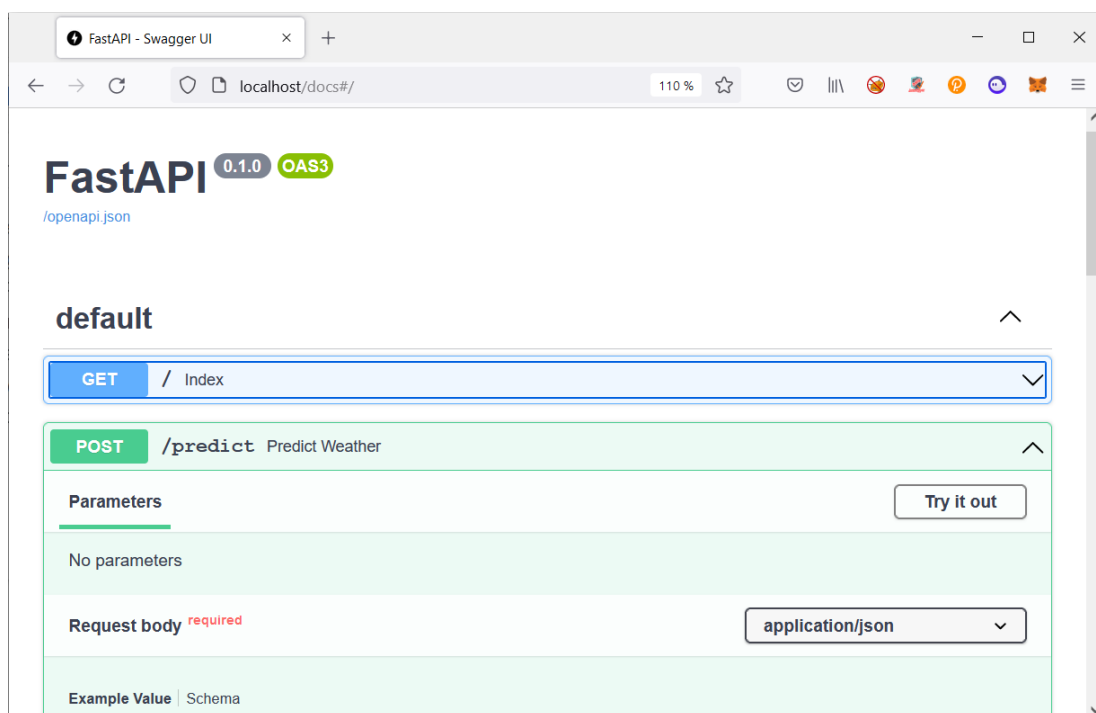 FastAPI - Swagger UI
localhost/docs#/
110 %
FastAPI 0.1.0 OAS3
/openapi.json
default
GET / Index
POST /predict Predict Weather
Parameters
Try it out
No parameters
Request body required
application/json
Example Value Schema